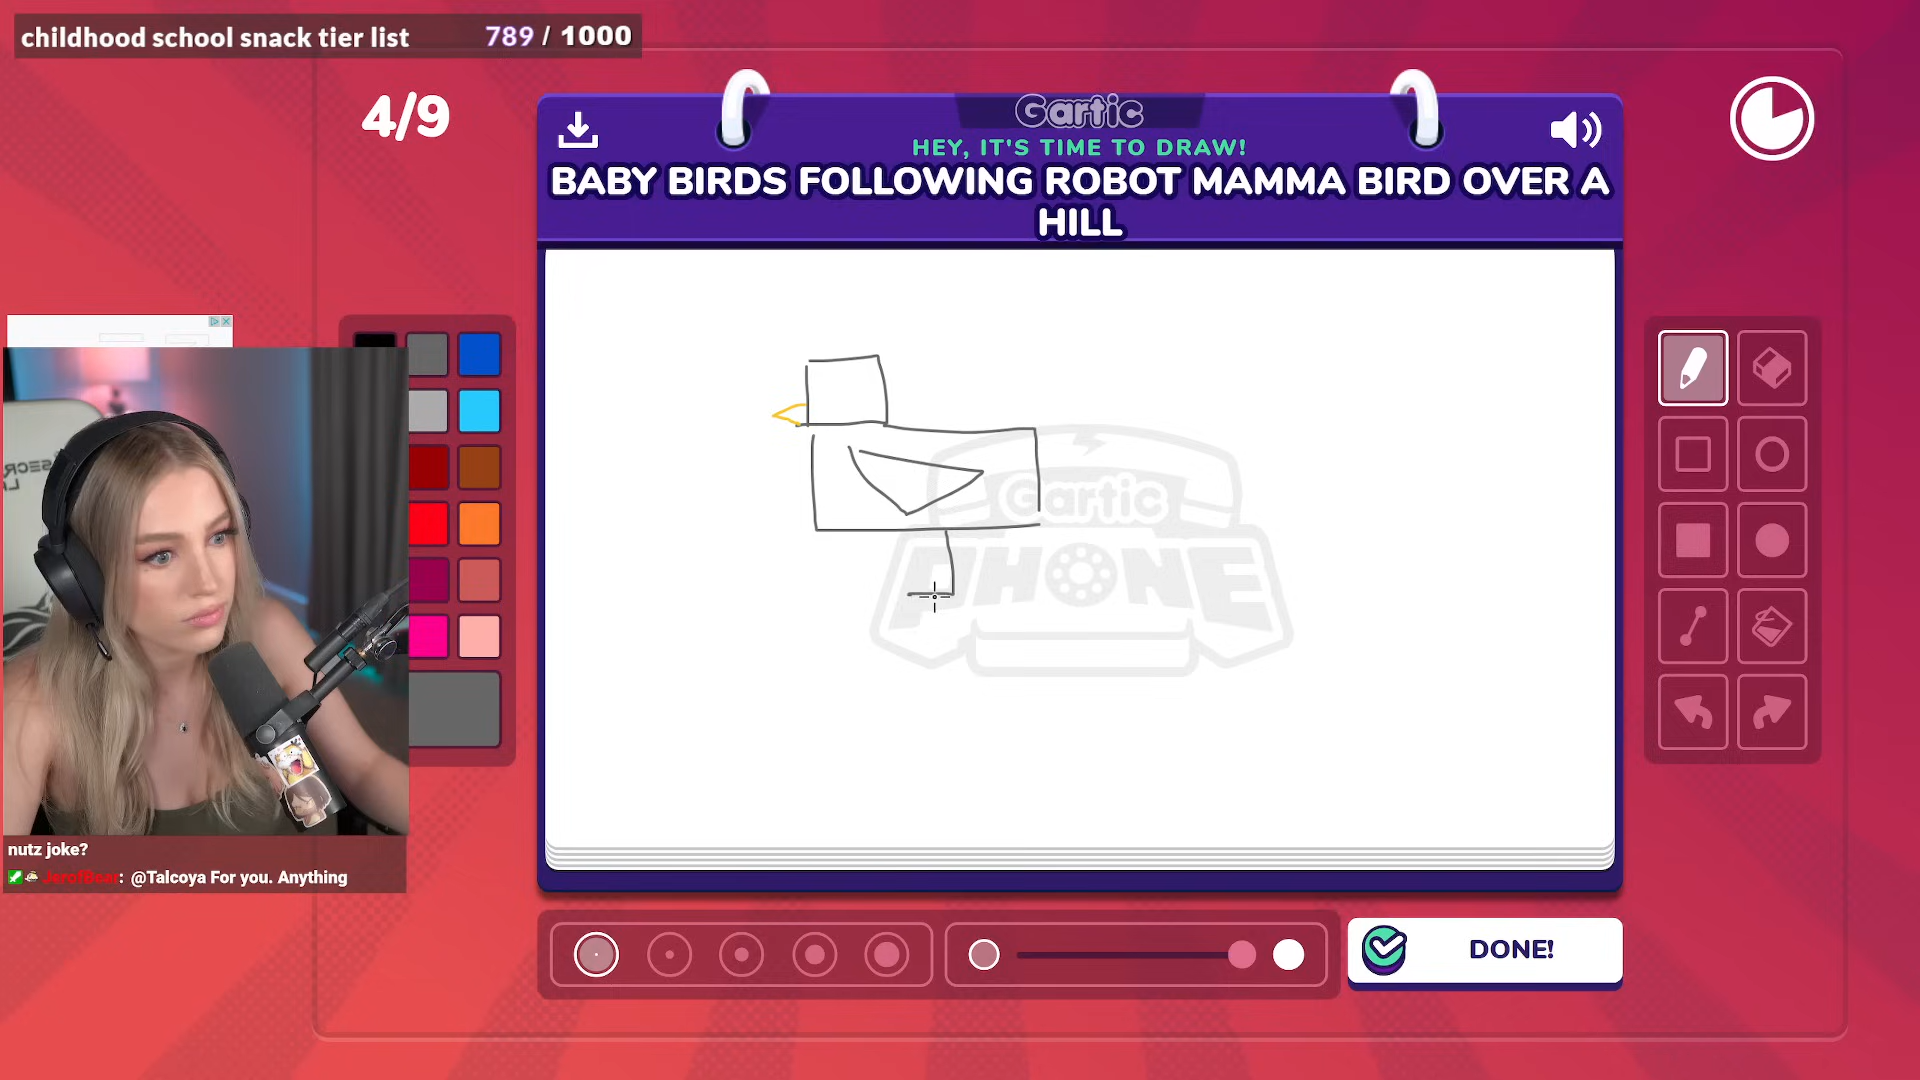 childhood school snack tier list 789 / 1000
4/9
Gartic
HEY, IT'S TIME TO DRAW!
BABY BIRDS FOLLOWING ROBOT MAMMA BIRD OVER A
HILL
Gartic
PHONE
nutz joke?
JerofBear: @Talcoya For you. Anything
DONE!